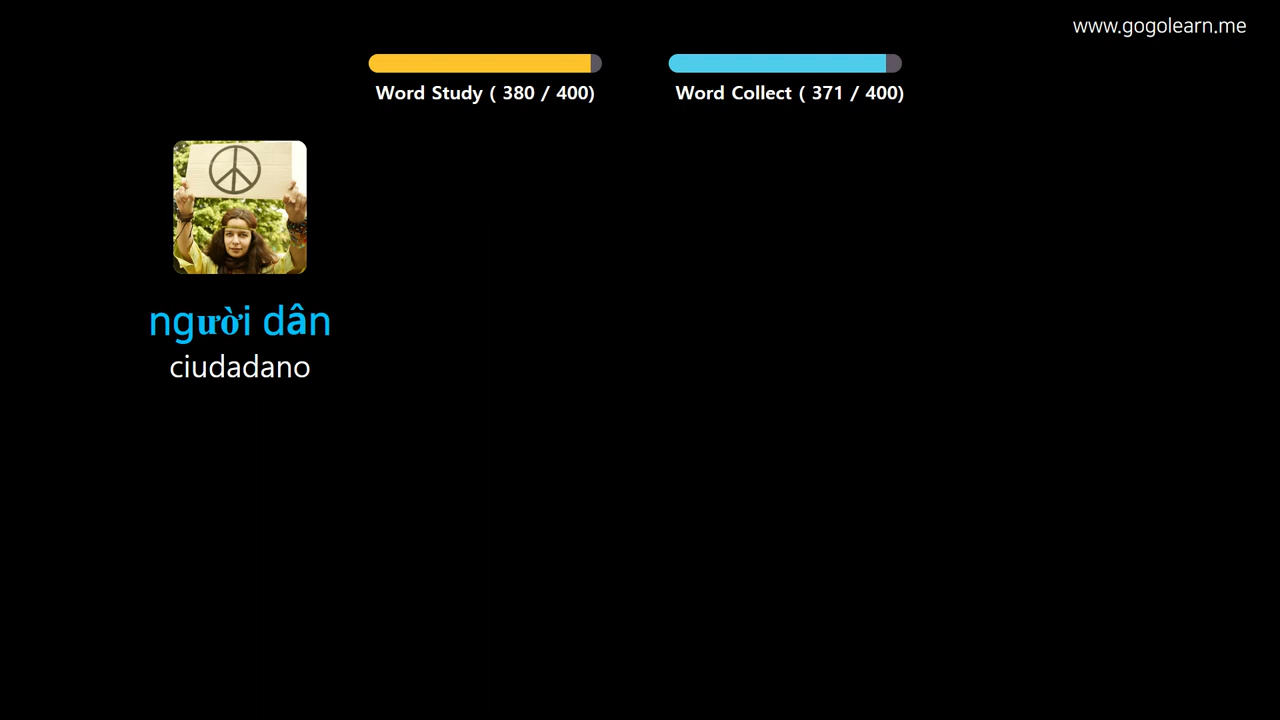 www.gogolearn.me
Word Study ( 380 / 400)
Word Collect ( 371 / 400)
người dân
ciudadano